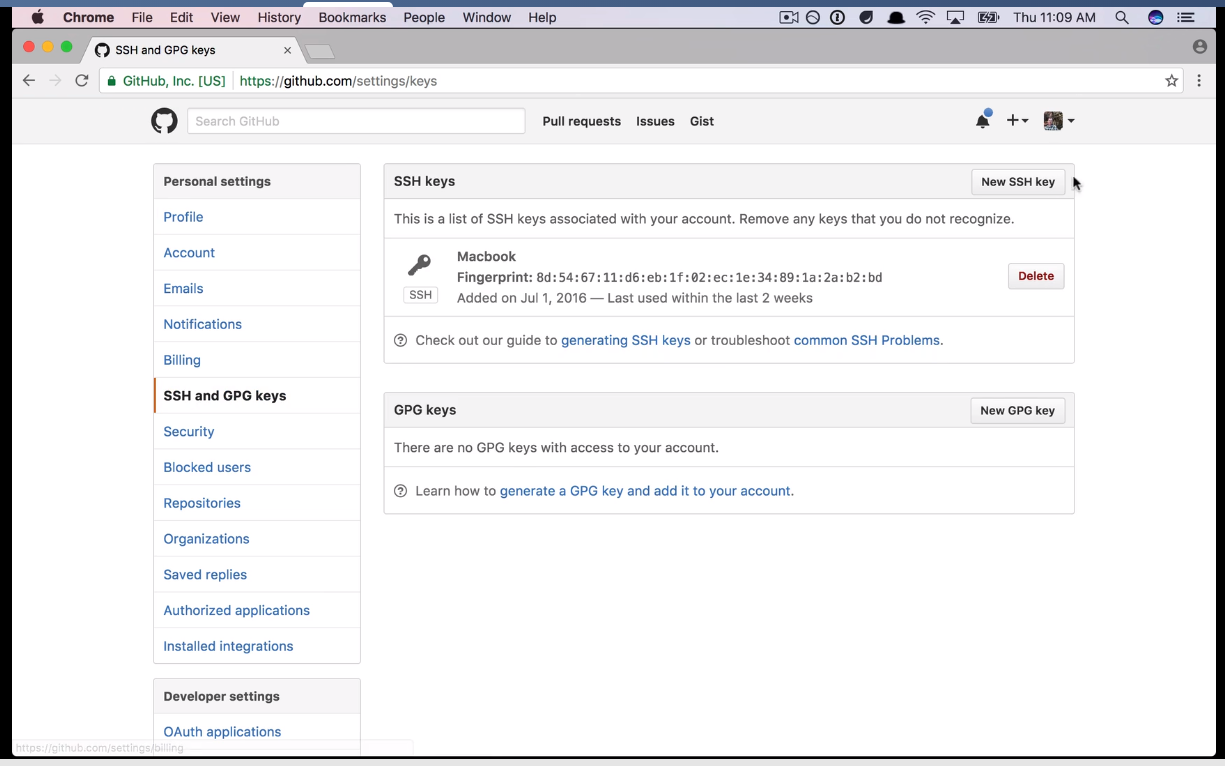 Chrome File Edit View History Bookmarks People Window Help Thu 11:09 AM
SSH and GPG keys
GitHub, Inc. [US] https://github.com/settings/keys
Search GitHub Pull requests Issues Gist
Personal settings
Profile
Account
Emails
Notifications
Billing
SSH and GPG keys
Security
Blocked users
Repositories
Organizations
Saved replies
Authorized applications
Installed integrations
Developer settings
OAuth applications
SSH keys New SSH key
This is a list of SSH keys associated with your account. Remove any keys that you do not recognize.
SSH
Macbook
Fingerprint: 8d:54:67:11:d6:eb:1f:02:ec:1e:34:89:1a:2a:b2:bd
Added on Jul 1, 2016 — Last used within the last 2 weeks
Delete
Check out our guide to generating SSH keys or troubleshoot common SSH Problems.
GPG keys New GPG key
There are no GPG keys with access to your account.
Learn how to generate a GPG key and add it to your account.
https://github.com/settings/billing